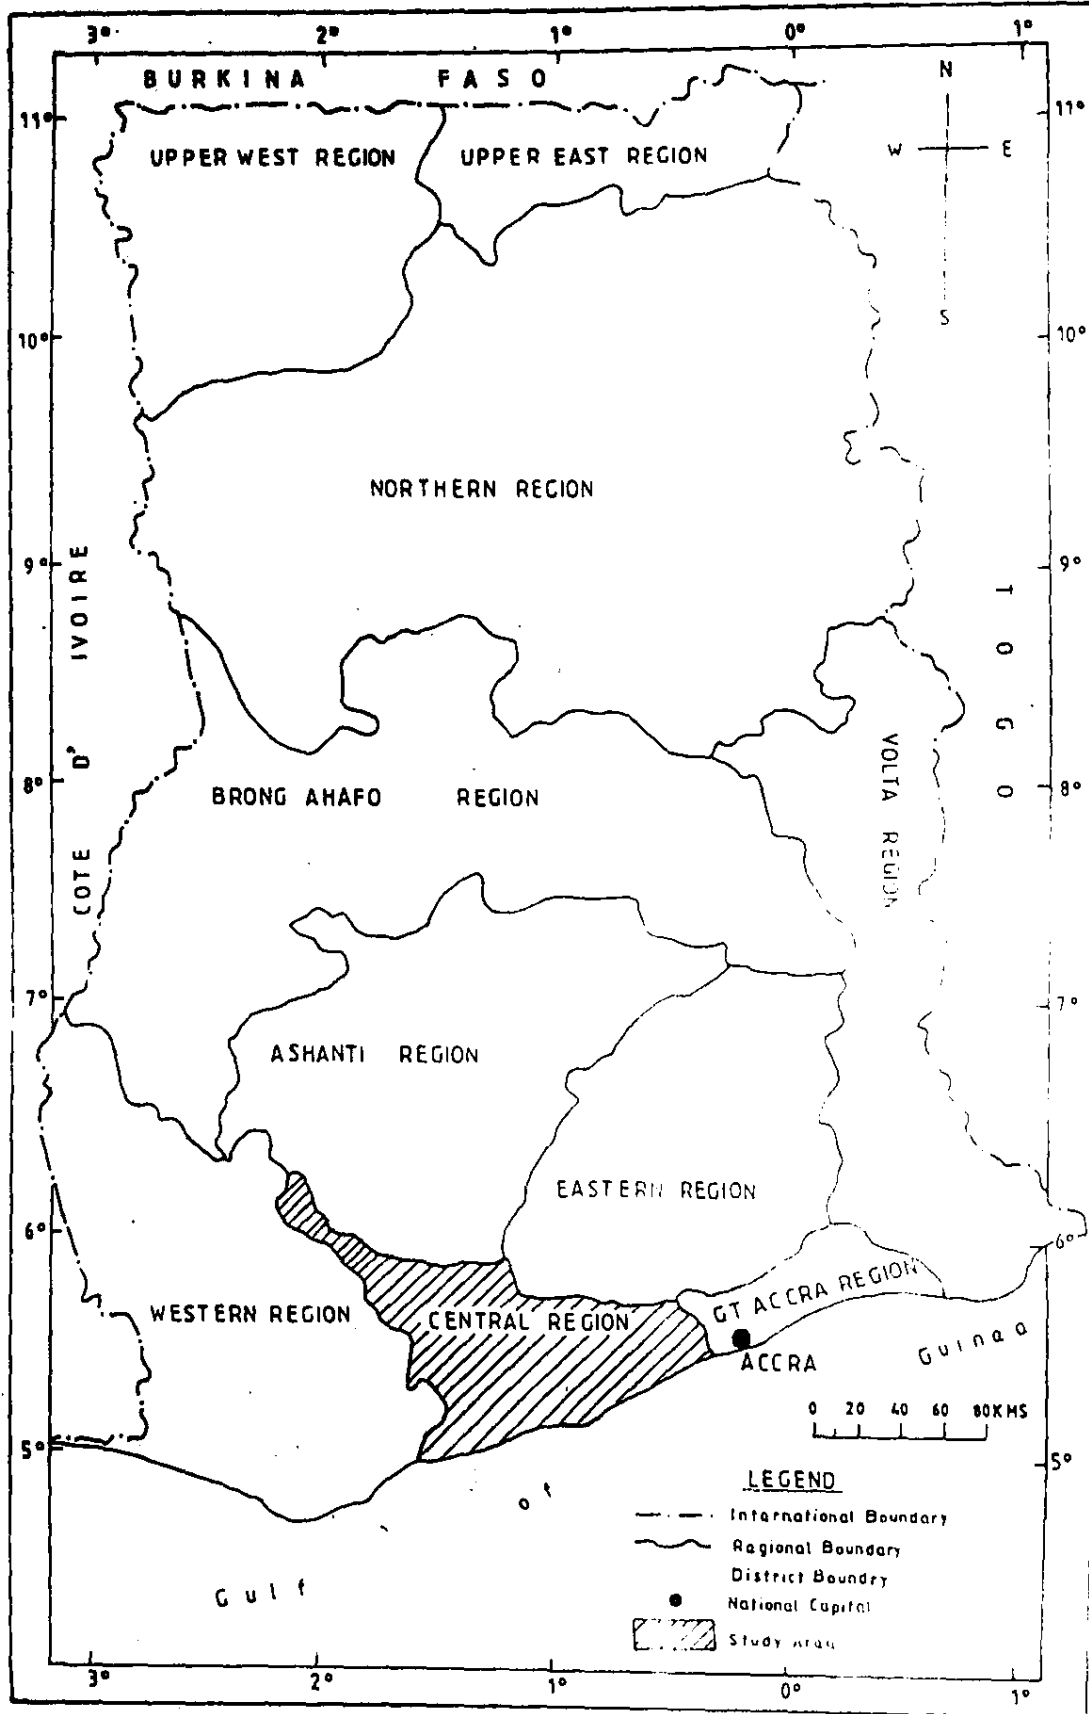 3° 2° 1° 0° 1°
BURKINA FASO
N
11° 11°
UPPER WEST REGION UPPER EAST REGION
W E
S
10° 10°
NORTHERN REGION
9° 9°
COTE D' IVOIRE
TOGO
8° 8°
BRONG AHAFO REGION
VOLTA REGION
7° 7°
ASHANTI REGION
EASTERN REGION
6° 6°
WESTERN REGION
CENTRAL REGION
GT ACCRA REGION
ACCRA
Gulf of Guinea
0 20 40 60 80KMS
5° 5°
LEGEND
International Boundary
Regional Boundary
District Boundry
National Capital
Study Area
3° 2° 1° 0° 1°